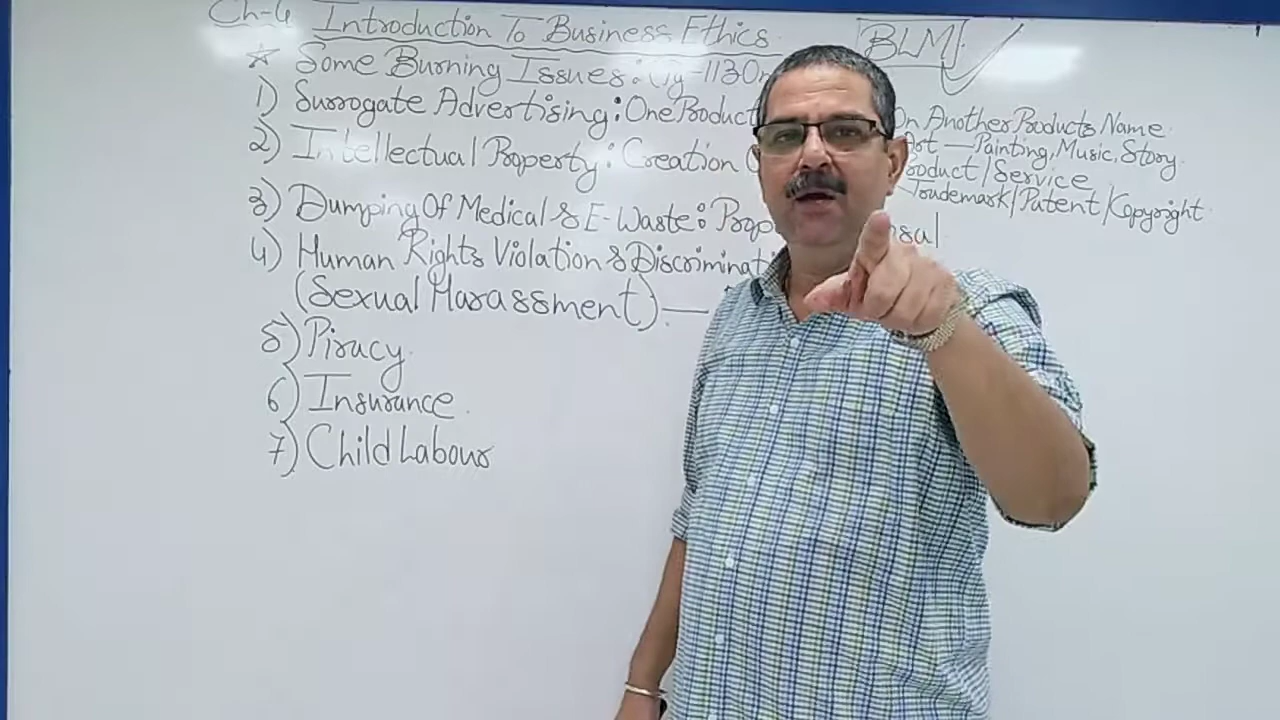 Ch-6 Introduction To Business Ethics BLM
☆ Some Burning Issues:
1) Surrogate Advertising: One Product On Another Products Name
2) Intellectual Property: Creation Art — Painting, Music, Story
Product/Service
Trademark/Patent/Kopyright
3) Dumping Of Medical & E-Waste:
4) Human Rights Violation &
(Sexual Harassment) —
5) Piracy
6) Insurance
7) Child Labour